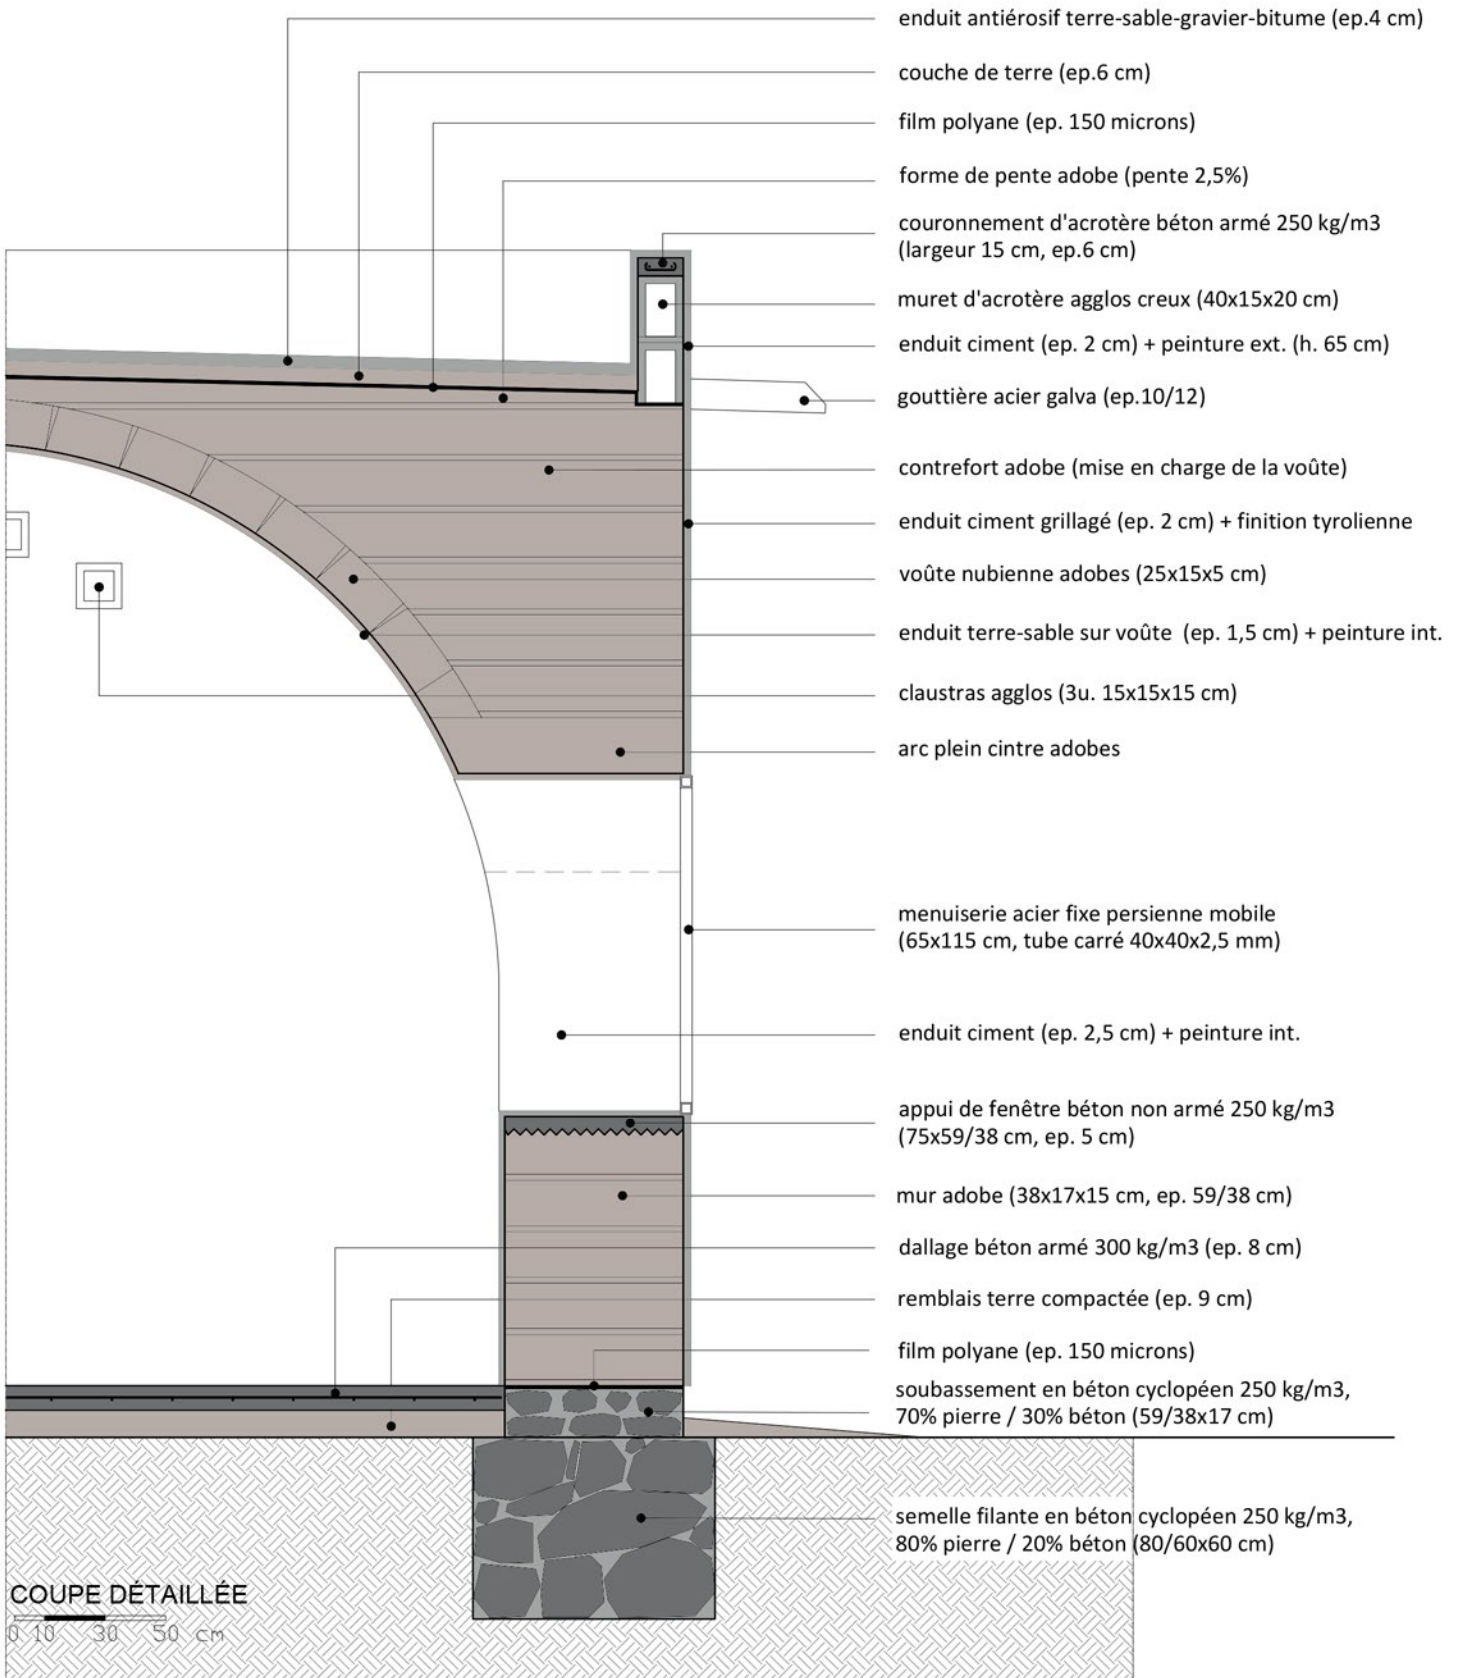 enduit antiérosif terre-sable-gravier-bitume (ep.4 cm)
couche de terre (ep.6 cm)
film polyane (ep. 150 microns)
forme de pente adobe (pente 2,5%)
couronnement d'acrotère béton armé 250 kg/m3
(largeur 15 cm, ep.6 cm)
muret d'acrotère agglos creux (40x15x20 cm)
enduit ciment (ep. 2 cm) + peinture ext. (h. 65 cm)
gouttière acier galva (ep.10/12)
contrefort adobe (mise en charge de la voûte)
enduit ciment grillagé (ep. 2 cm) + finition tyrolienne
voûte nubienne adobes (25x15x5 cm)
enduit terre-sable sur voûte (ep. 1,5 cm) + peinture int.
claustras agglos (3u. 15x15x15 cm)
arc plein cintre adobes
menuiserie acier fixe persienne mobile
(65x115 cm, tube carré 40x40x2,5 mm)
enduit ciment (ep. 2,5 cm) + peinture int.
appui de fenêtre béton non armé 250 kg/m3
(75x59/38 cm, ep. 5 cm)
mur adobe (38x17x15 cm, ep. 59/38 cm)
dallage béton armé 300 kg/m3 (ep. 8 cm)
remblais terre compactée (ep. 9 cm)
film polyane (ep. 150 microns)
soubassement en béton cyclopéen 250 kg/m3,
70% pierre / 30% béton (59/38x17 cm)
semelle filante en béton cyclopéen 250 kg/m3,
80% pierre / 20% béton (80/60x60 cm)
COUPE DÉTAILLÉE
0 10 30 50 cm